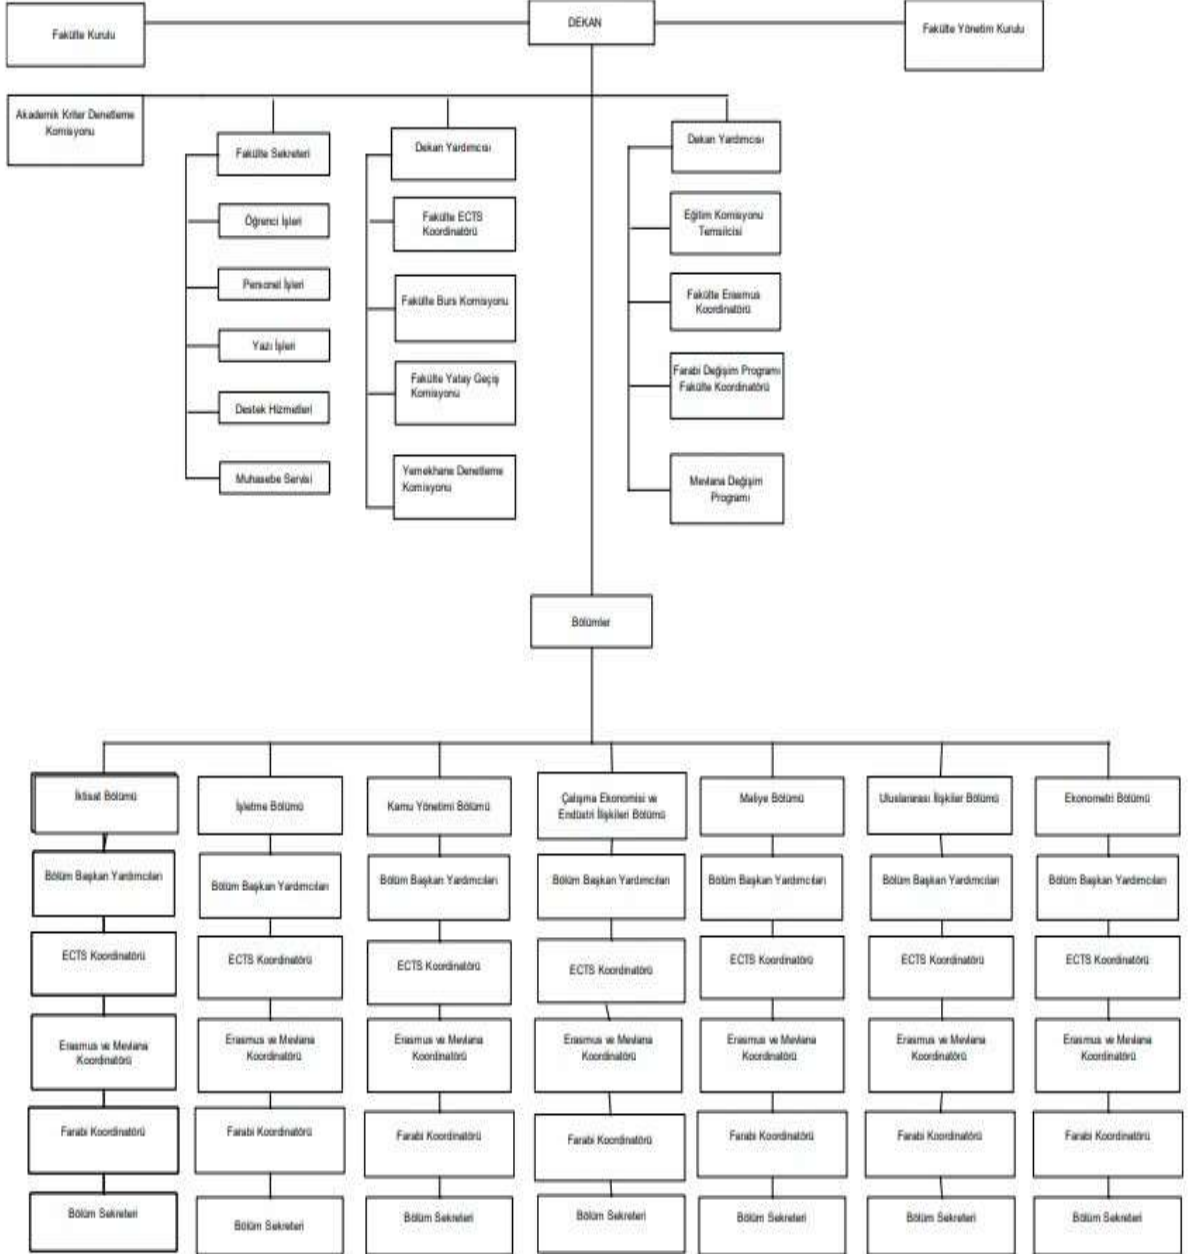 DEKAN
Fakülte Kurulu
Fakülte Yönetim Kurulu
Akademik Kriter Denetleme
Komisyonu
Fakülte Sekreteri
Öğrenci İşleri
Personel İşleri
Yazı İşleri
Destek Hizmetleri
Muhasebe Servisi
Dekan Yardımcısı
Fakülte ECTS
Koordinatörü
Fakülte Burs Komisyonu
Fakülte Yatay Geçiş
Komisyonu
Yemekhane Denetleme
Komisyonu
Dekan Yardımcısı
Eğitim Komisyonu
Temsilcisi
Fakülte Erasmus
Koordinatörü
Farabi Değişim Programı
Fakülte Koordinatörü
Mevlana Değişim
Programı
Bölümler
İktisat Bölümü
Bölüm Başkan Yardımcıları
ECTS Koordinatörü
Erasmus ve Mevlana
Koordinatörü
Farabi Koordinatörü
Bölüm Sekreteri
İşletme Bölümü
Bölüm Başkan Yardımcıları
ECTS Koordinatörü
Erasmus ve Mevlana
Koordinatörü
Farabi Koordinatörü
Bölüm Sekreteri
Kamu Yönetimi Bölümü
Bölüm Başkan Yardımcıları
ECTS Koordinatörü
Erasmus ve Mevlana
Koordinatörü
Farabi Koordinatörü
Bölüm Sekreteri
Çalışma Ekonomisi ve
Endüstri İlişkileri Bölümü
Bölüm Başkan Yardımcıları
ECTS Koordinatörü
Erasmus ve Mevlana
Koordinatörü
Farabi Koordinatörü
Bölüm Sekreteri
Maliye Bölümü
Bölüm Başkan Yardımcıları
ECTS Koordinatörü
Erasmus ve Mevlana
Koordinatörü
Farabi Koordinatörü
Bölüm Sekreteri
Uluslararası İlişkiler Bölümü
Bölüm Başkan Yardımcıları
ECTS Koordinatörü
Erasmus ve Mevlana
Koordinatörü
Farabi Koordinatörü
Bölüm Sekreteri
Ekonometri Bölümü
Bölüm Başkan Yardımcıları
ECTS Koordinatörü
Erasmus ve Mevlana
Koordinatörü
Farabi Koordinatörü
Bölüm Sekreteri